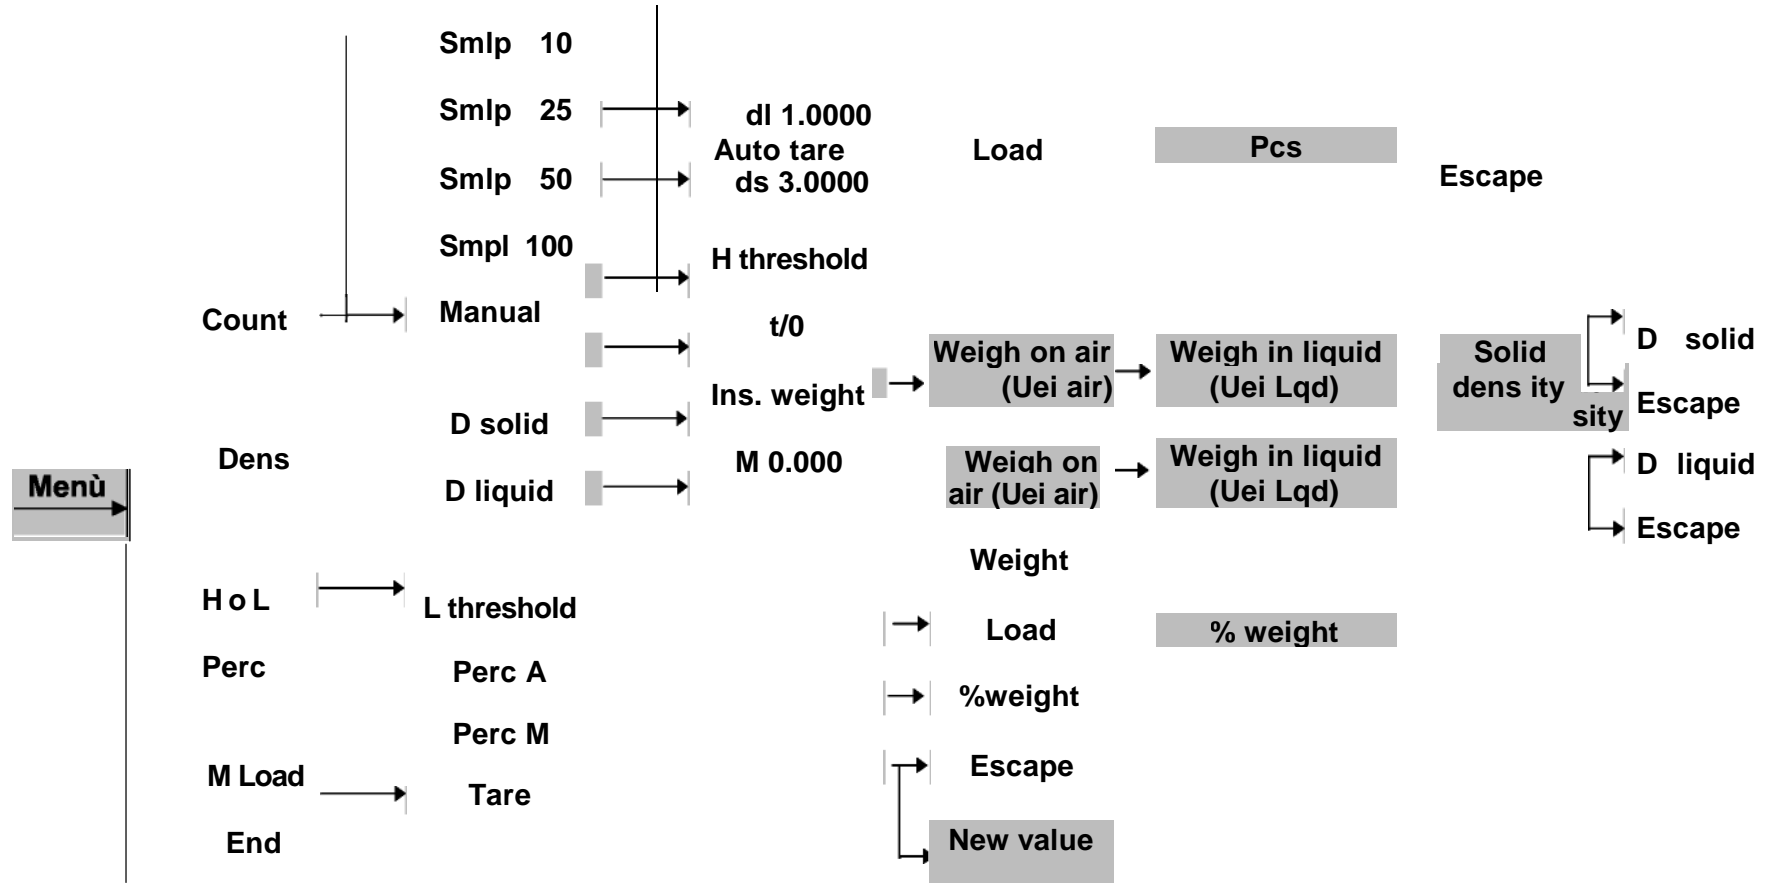 Smlp 10
Smlp 25
Smlp 50
Smpl 100
Manual
Count
D solid
Dens
D liquid
Menù
H o L
L threshold
Perc
Perc A
Perc M
M Load
Tare
End
dl 1.0000
Auto tare
ds 3.0000
H threshold
t/0
Ins. weight
M 0.000
Load
Pcs
Escape
Weigh on air
(Uei air)
Weigh in liquid
(Uei Lqd)
Solid
dens ity
sity
D solid
Escape
Weigh on
air (Uei air)
Weigh in liquid
(Uei Lqd)
D liquid
Escape
Weight
Load
% weight
%weight
Escape
New value